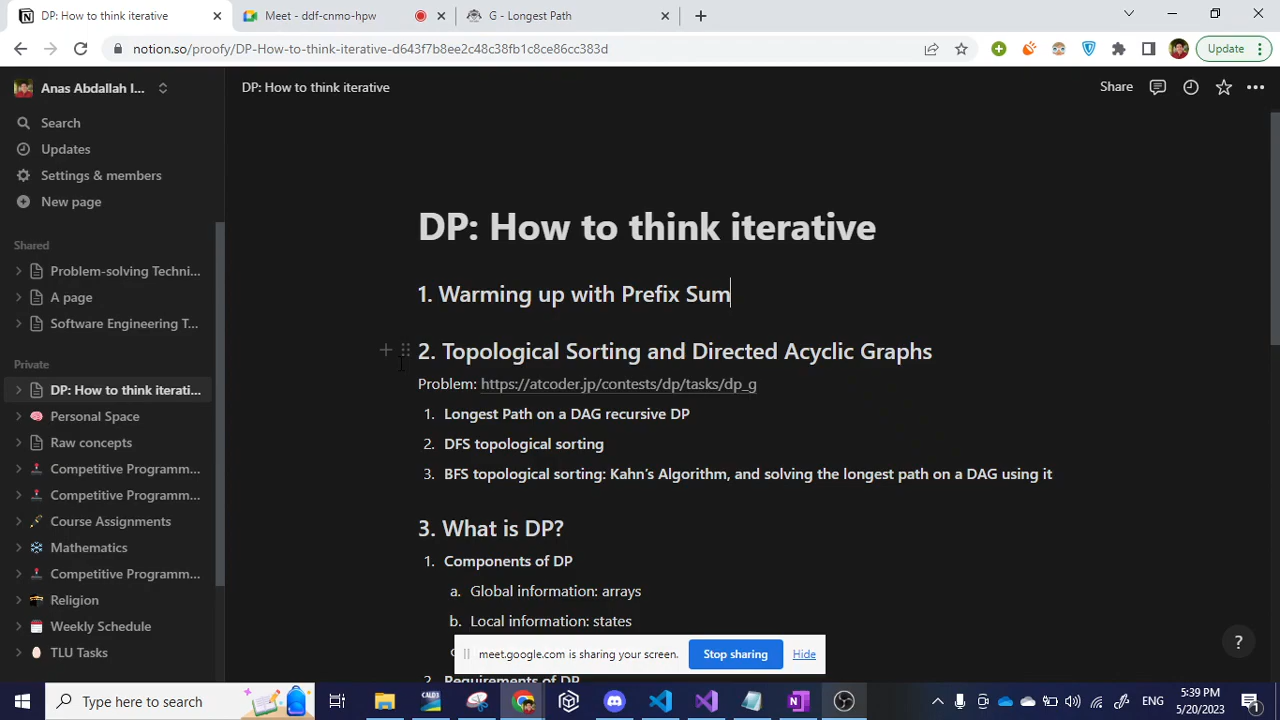 DP: How to think iterative
Meet - ddf-cnmo-hpw
G - Longest Path
notion.so/proofy/DP-How-to-think-iterative-d643f7b8ee2c48c38fb1c8ce86cc383d
Update
Anas Abdallah I...
DP: How to think iterative
Share
Search
Updates
Settings & members
New page
Shared
Problem-solving Techni...
A page
Software Engineering T...
Private
DP: How to think iterati...
Personal Space
Raw concepts
Competitive Programm...
Competitive Programm...
Course Assignments
Mathematics
Competitive Programm...
Religion
Weekly Schedule
TLU Tasks
DP: How to think iterative
1. Warming up with Prefix Sum
2. Topological Sorting and Directed Acyclic Graphs
Problem: https://atcoder.jp/contests/dp/tasks/dp_g
1. Longest Path on a DAG recursive DP
2. DFS topological sorting
3. BFS topological sorting: Kahn's Algorithm, and solving the longest path on a DAG using it
3. What is DP?
1. Components of DP
a. Global information: arrays
b. Local information: states
meet.google.com is sharing your screen.
Stop sharing
Hide
2. Requirements of DP
?
Type here to search
CALD3
ENG
5:39 PM
5/20/2023